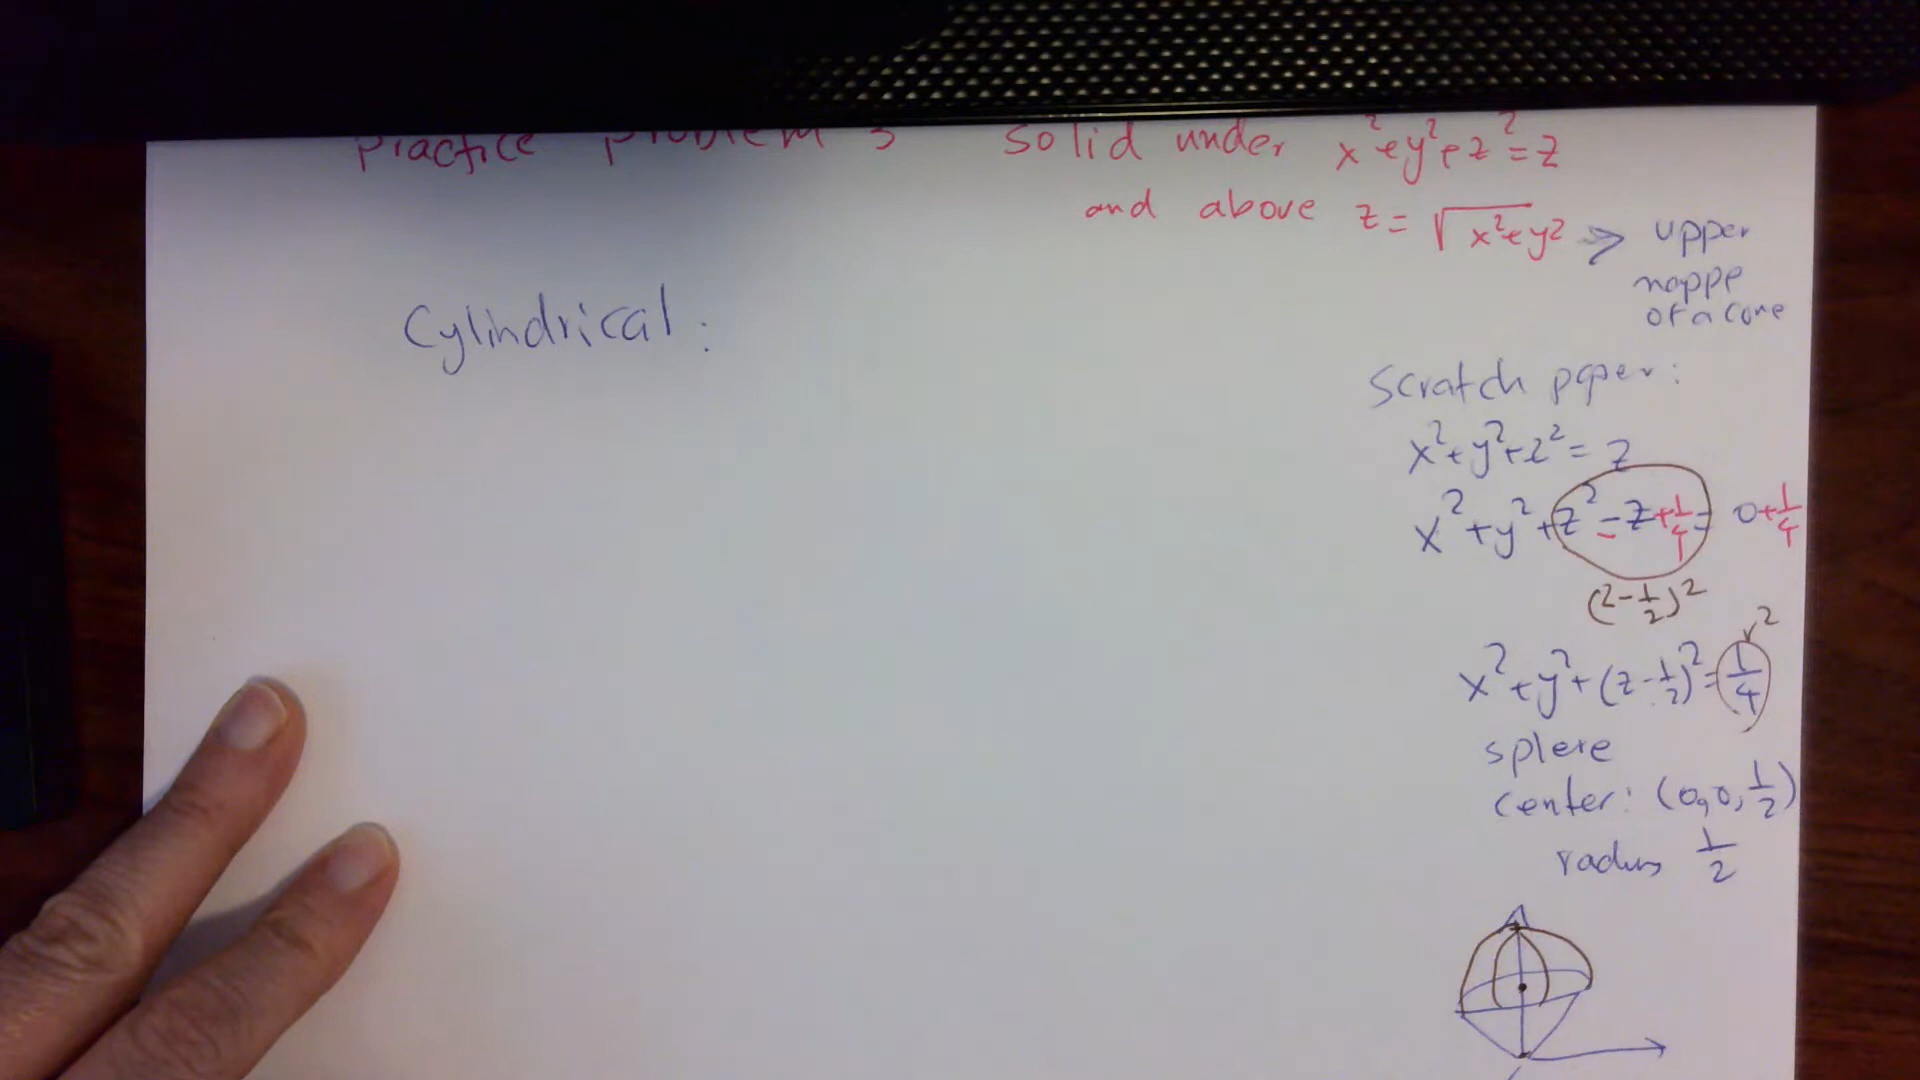 Practice problem 3 solid under x²+y²+z²=z
and above z=√x²+y² ⇒ upper
nappe
of a cone
Cylindrical:
Scratch paper:
x²+y²+z²=z
x²+y²+z²-z+1/4=0+1/4
(z-1/2)²
r²
x²+y²+(z-1/2)²=1/4
splere
center: (0,0,1/2)
radius 1/2